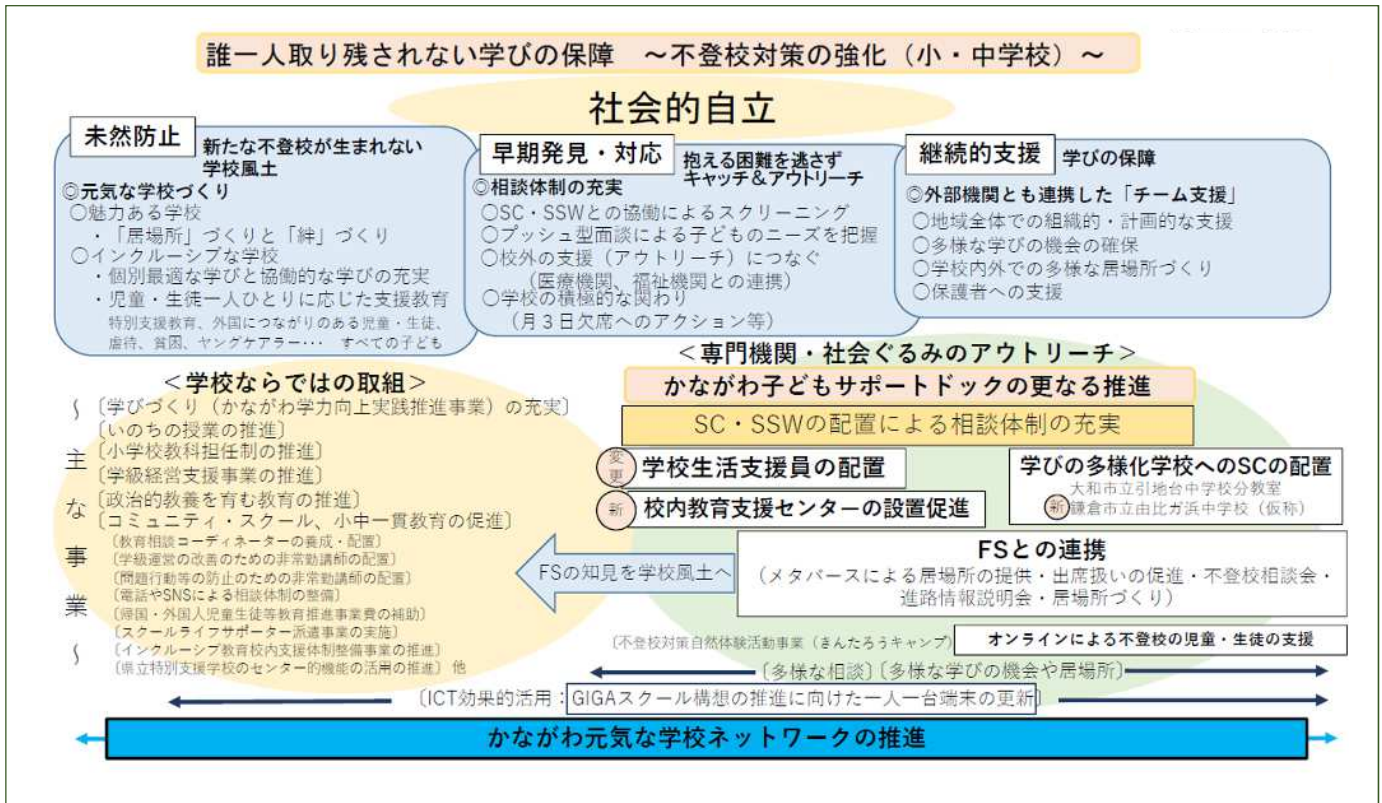 誰一人取り残されない学びの保障　～不登校対策の強化（小・中学校）～
社会的自立
未然防止
新たな不登校が生まれない
学校風土
◎元気な学校づくり
○魅力ある学校
・「居場所」づくりと「絆」づくり
○インクルーシブな学校
・個別最適な学びと協働的な学びの充実
・児童・生徒一人ひとりに応じた支援教育
特別支援教育、外国につながりのある児童・生徒、
虐待、貧困、ヤングケアラー･･･　すべての子ども
早期発見・対応
抱える困難を逃さず
キャッチ＆アウトリーチ
◎相談体制の充実
○SC・SSWとの協働によるスクリーニング
○プッシュ型面談による子どものニーズを把握
○校外の支援（アウトリーチ）につなぐ
（医療機関、福祉機関との連携）
○学校の積極的な関わり
（月３日欠席へのアクション等）
継続的支援
学びの保障
◎外部機関とも連携した「チーム支援」
○地域全体での組織的・計画的な支援
○多様な学びの機会の確保
○学校内外での多様な居場所づくり
○保護者への支援
＜学校ならではの取組＞
～主な事業～
〔学びづくり（かながわ学力向上実践推進事業）の充実〕
〔いのちの授業の推進〕
〔小学校教科担任制の推進〕
〔学級経営支援事業の推進〕
〔政治的教養を育む教育の推進〕
〔コミュニティ・スクール、小中一貫教育の促進〕
〔教育相談コーディネーターの養成・配置〕
〔学級運営の改善のための非常勤講師の配置〕
〔問題行動等の防止のための非常勤講師の配置〕
〔電話やSNSによる相談体制の整備〕
〔帰国・外国人児童生徒等教育推進事業費の補助〕
〔スクールライフサポーター派遣事業の実施〕
〔インクルーシブ教育校内支援体制整備事業の推進〕
〔県立特別支援学校のセンター的機能の活用の推進〕他
＜専門機関・社会ぐるみのアウトリーチ＞
かながわ子どもサポートドックの更なる推進
SC・SSWの配置による相談体制の充実
変更 学校生活支援員の配置
新 校内教育支援センターの設置促進
学びの多様化学校へのSCの配置
大和市立引地台中学校分教室
新 鎌倉市立由比ガ浜中学校（仮称）
FSの知見を学校風土へ
FSとの連携
（メタバースによる居場所の提供・出席扱いの促進・不登校相談会・
進路情報説明会・居場所づくり）
〔不登校対策自然体験活動事業（きんたろうキャンプ）
オンラインによる不登校の児童・生徒の支援
〔多様な相談〕〔多様な学びの機会や居場所〕
〔ICT効果的活用：GIGAスクール構想の推進に向けた一人一台端末の更新〕
かながわ元気な学校ネットワークの推進